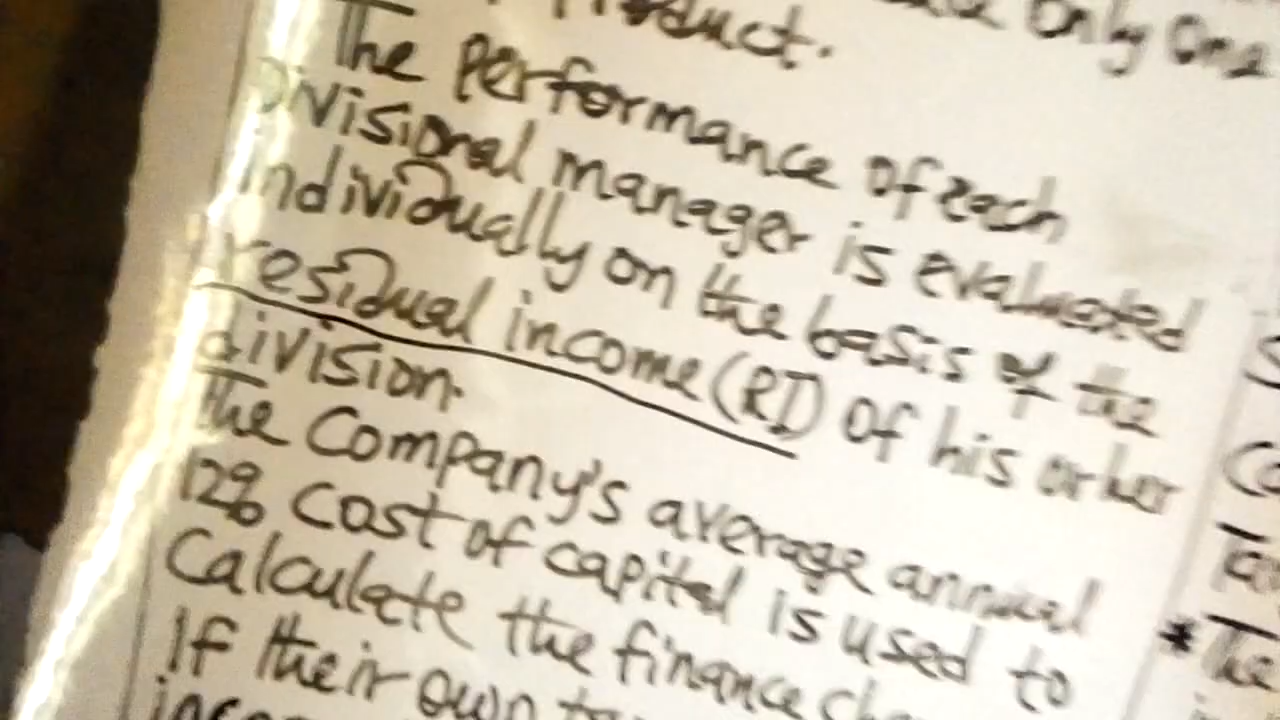 Product.
only one
The performance of each
divisional manager is evaluated
individually on the basis of the
residual income (RI) of his or her
division.
The Company's average annual
12% cost of capital is used to
Calculate the finance
If their own